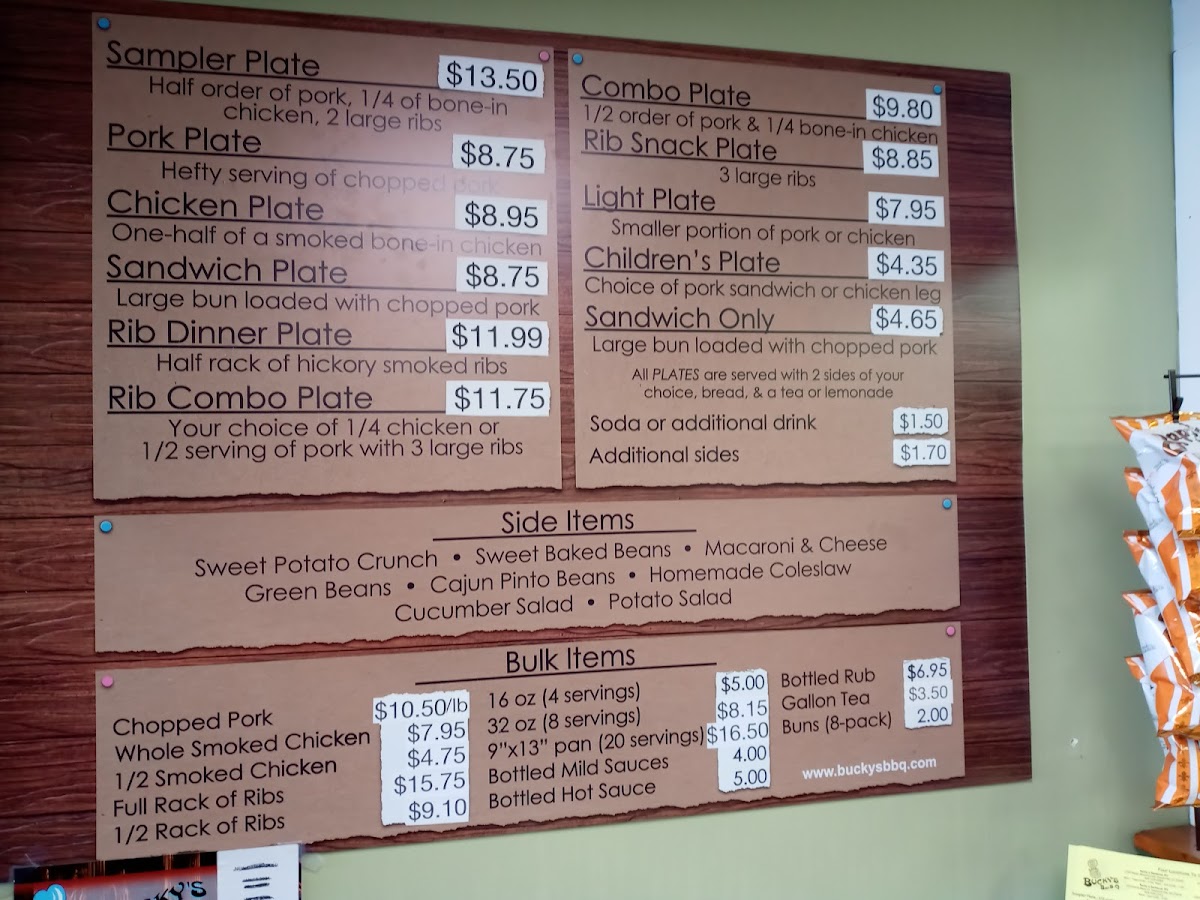 Sampler Plate $13.50
Half order of pork, 1/4 of bone-in
chicken, 2 large ribs
Pork Plate $8.75
Hefty serving of chopped pork
Chicken Plate $8.95
One-half of a smoked bone-in chicken
Sandwich Plate $8.75
Large bun loaded with chopped pork
Rib Dinner Plate $11.99
Half rack of hickory smoked ribs
Rib Combo Plate $11.75
Your choice of 1/4 chicken or
1/2 serving of pork with 3 large ribs
Combo Plate $9.80
1/2 order of pork & 1/4 bone-in chicken
Rib Snack Plate $8.85
3 large ribs
Light Plate $7.95
Smaller portion of pork or chicken
Children's Plate $4.35
Choice of pork sandwich or chicken leg
Sandwich Only $4.65
Large bun loaded with chopped pork
All PLATES are served with 2 sides of your
choice, bread, & a tea or lemonade
Soda or additional drink $1.50
Additional sides $1.70
Side Items
Sweet Potato Crunch • Sweet Baked Beans • Macaroni & Cheese
Green Beans • Cajun Pinto Beans • Homemade Coleslaw
Cucumber Salad • Potato Salad
Bulk Items
Chopped Pork $10.50/lb
Whole Smoked Chicken $7.95
1/2 Smoked Chicken $4.75
Full Rack of Ribs $15.75
1/2 Rack of Ribs $9.10
16 oz (4 servings) $5.00
32 oz (8 servings) $8.15
9"x13" pan (20 servings) $16.50
Bottled Mild Sauces 4.00
Bottled Hot Sauce 5.00
Bottled Rub $6.95
Gallon Tea $3.50
Buns (8-pack) 2.00
www.buckysbbq.com
KY'S
BUCKY'S